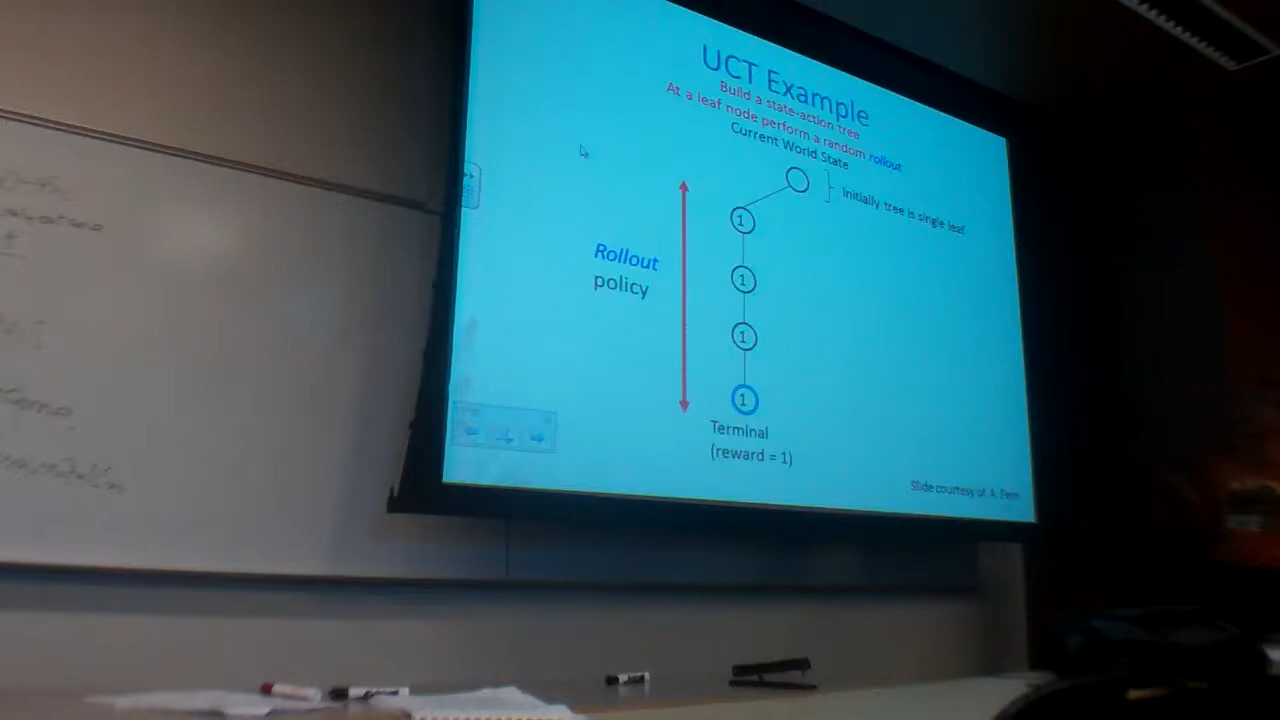 UCT Example
Build a state-action tree
At a leaf node perform a random rollout
Current World State
Initially tree is single leaf
1
Rollout
policy
1
1
1
Terminal
(reward = 1)
Slide courtesy of A. Fern